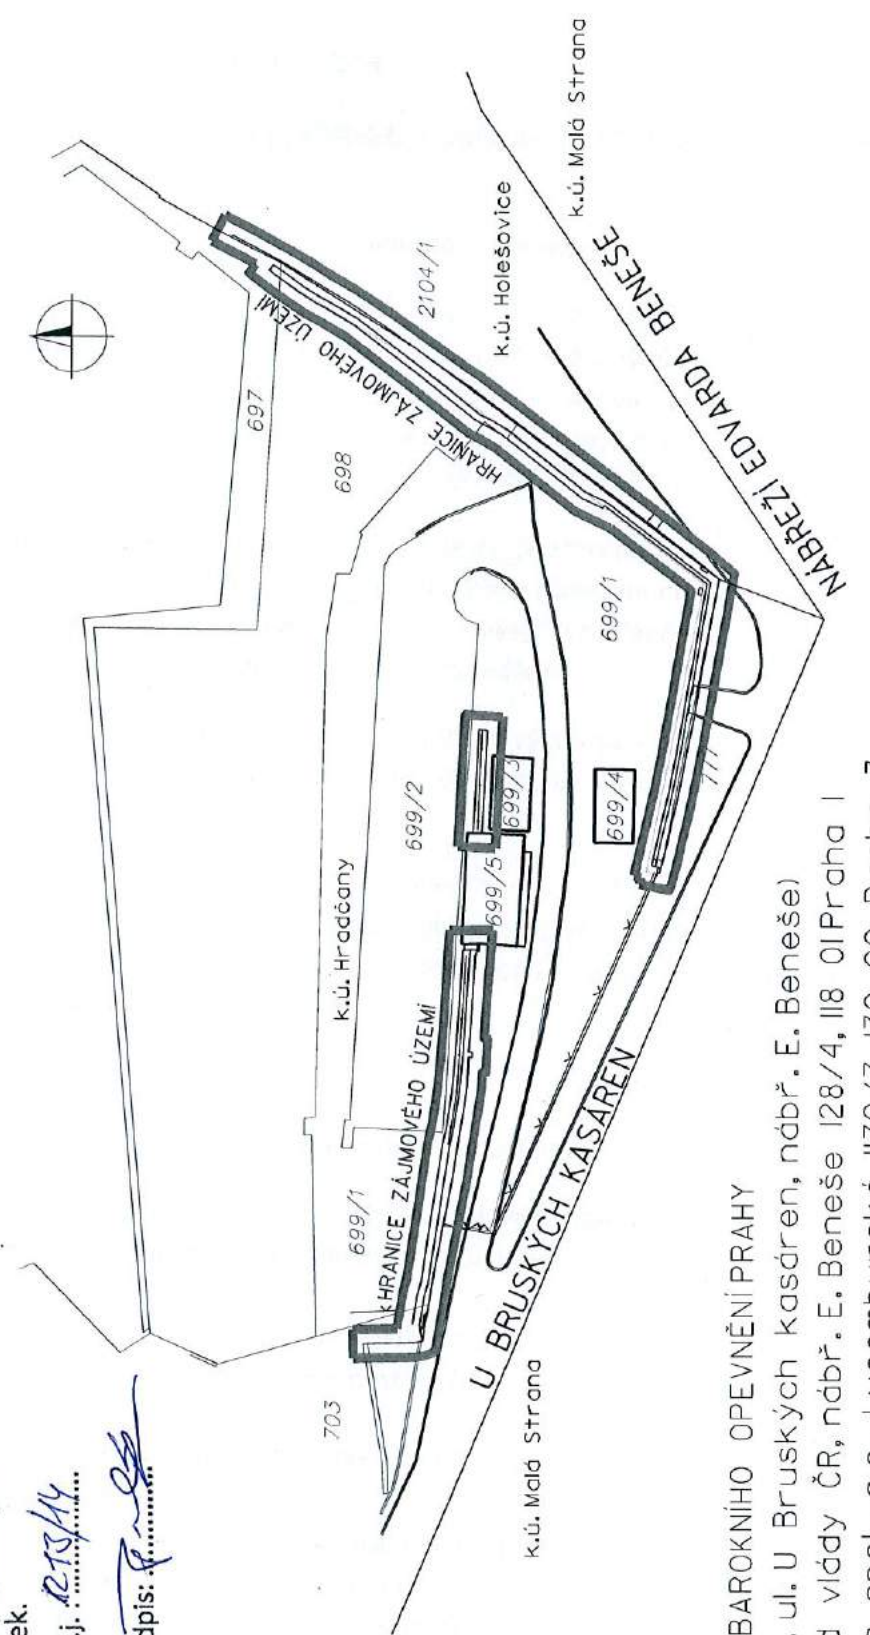 ek.
j. : 1213/14
dpis:
697
698
HRANICE ZÁJMOVÉHO ÚZEMÍ
2104/1
k.ú. Holešovice
k.ú. Malá Strana
NÁBŘEŽÍ EDVARDA BENEŠE
k.ú. Hradčany
699/2
699/1
699/3
699/5
699/4
777
699/1
HRANICE ZÁJMOVÉHO ÚZEMÍ
703
U BRUSKÝCH KASÁREN
k.ú. Malá Strana
BAROKNÍHO OPEVNĚNÍ PRAHY
ul. U Bruských kasáren, nábř. E. Beneše)
vlády ČR, nábř. E. Beneše 128/4, 118 01 Praha 1